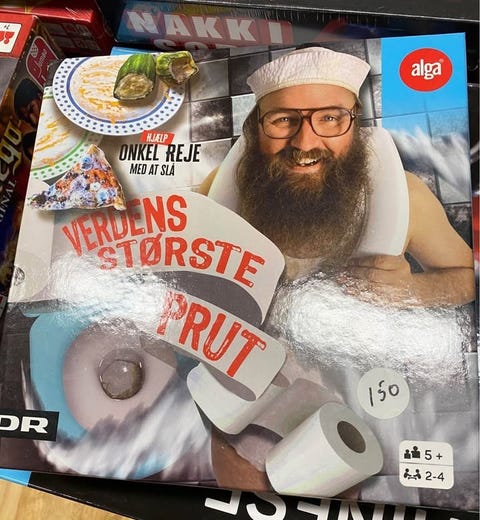 NAKKI
alga
HJÆLP
ONKEL REJE
MED AT SLÅ
VERDENS
STØRSTE
PRUT
150
DR
5+
2-4